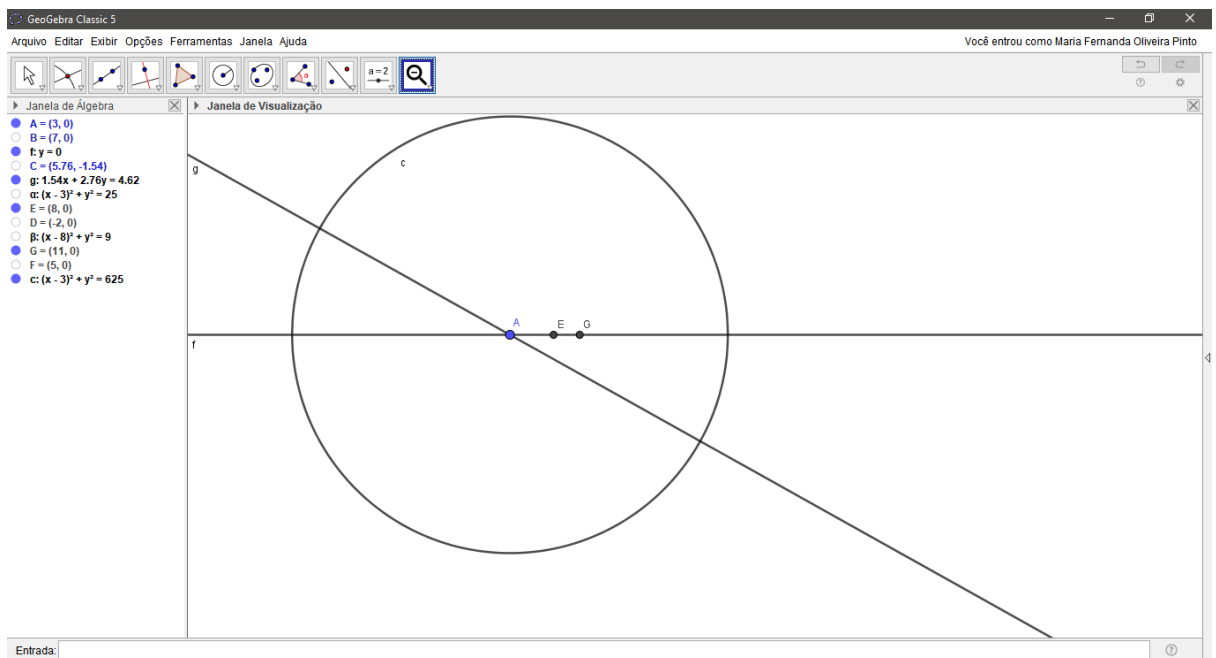 GeoGebra Classic 5
Arquivo Editar Exibir Opções Ferramentas Janela Ajuda
Você entrou como Maria Fernanda Oliveira Pinto
a = 2
Janela de Álgebra
Janela de Visualização
A = (3, 0)
B = (7, 0)
f: y = 0
C = (5.76, -1.54)
g: 1.54x + 2.76y = 4.62
α: (x - 3)² + y² = 25
E = (8, 0)
D = (-2, 0)
β: (x - 8)² + y² = 9
G = (11, 0)
F = (5, 0)
c: (x - 3)² + y² = 625
c
g
A
E
G
f
Entrada: